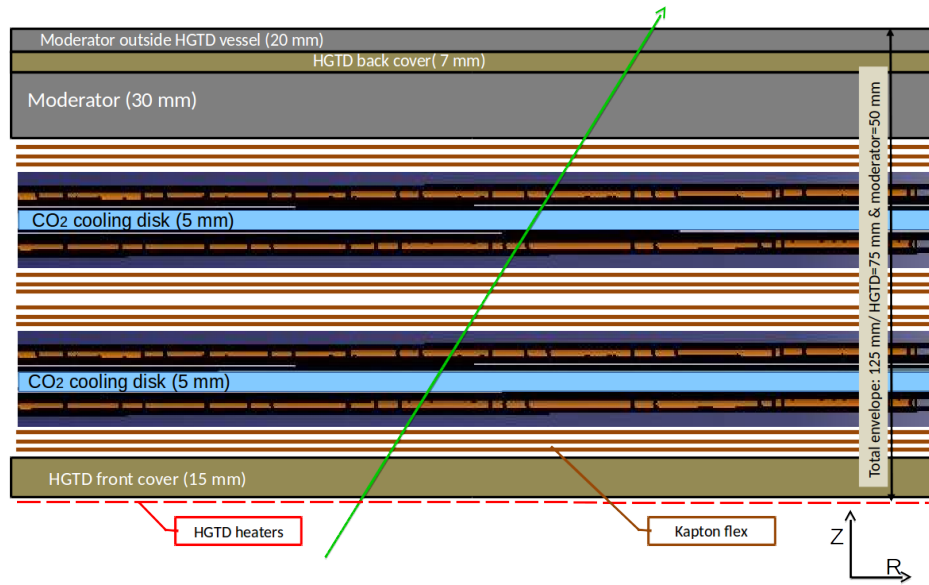 Moderator outside HGTD vessel (20 mm)
HGTD back cover( 7 mm)
Moderator (30 mm)
CO2 cooling disk (5 mm)
CO2 cooling disk (5 mm)
HGTD front cover (15 mm)
HGTD heaters
Kapton flex
Total envelope: 125 mm/ HGTD=75 mm & moderator=50 mm
Z
R